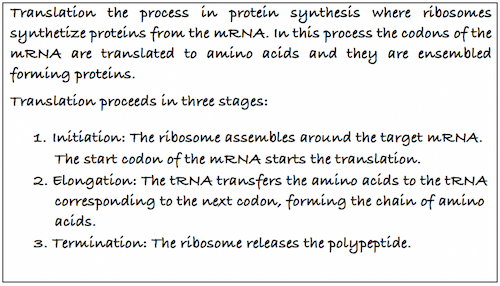 Translation the process in protein synthesis where ribosomes
synthetize proteins from the mRNA. In this process the codons of the
mRNA are translated to amino acids and they are ensembled
forming proteins.
Translation proceeds in three stages:
1. Initiation: The ribosome assembles around the target mRNA.
The start codon of the mRNA starts the translation.
2. Elongation: The tRNA transfers the amino acids to the tRNA
corresponding to the next codon, forming the chain of amino
acids.
3. Termination: The ribosome releases the polypeptide.